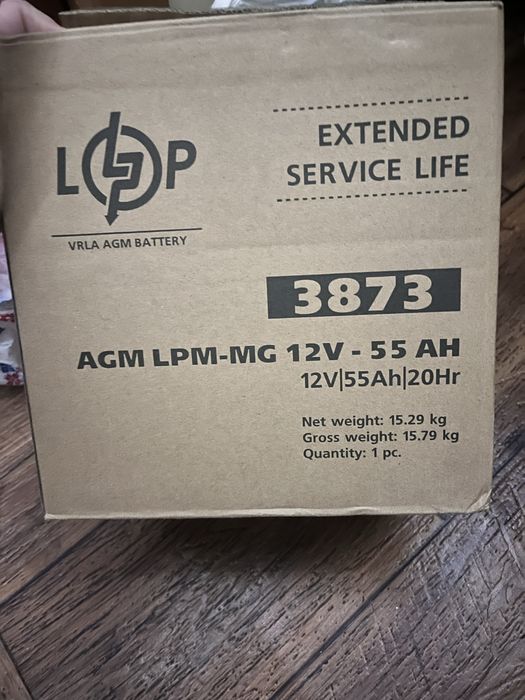 LP
VRLA AGM BATTERY
EXTENDED
SERVICE LIFE
3873
AGM LPM-MG 12V - 55 AH
12V|55Ah|20Hr
Net weight: 15.29 kg
Gross weight: 15.79 kg
Quantity: 1 pc.